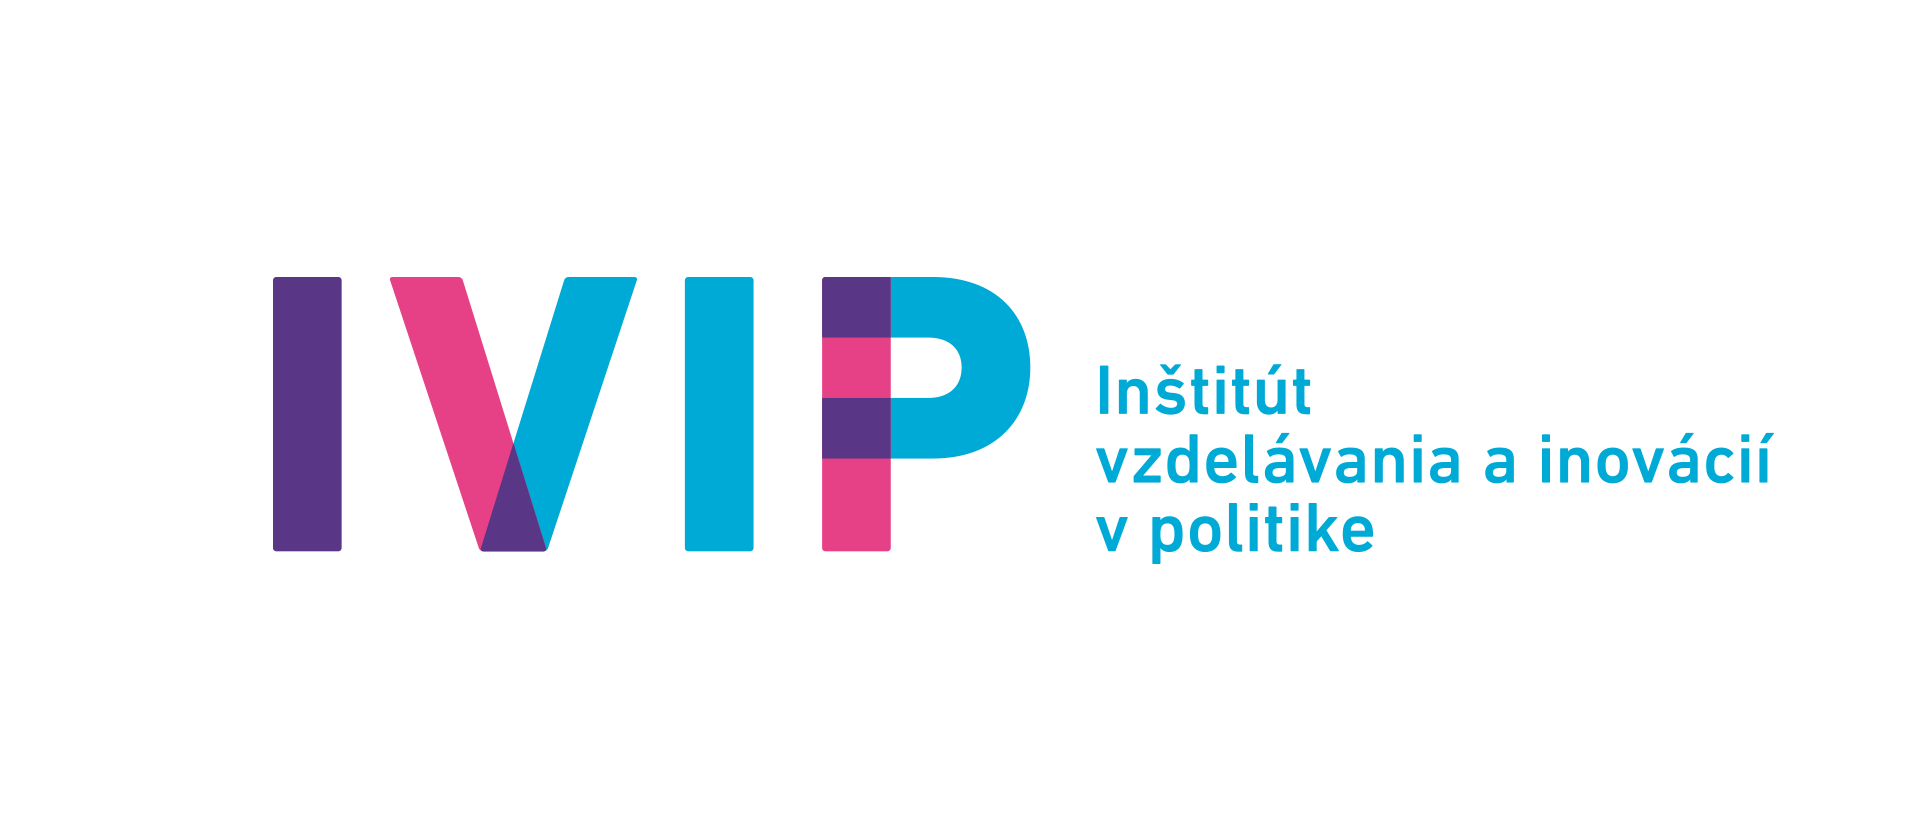 IVIP
Inštitút
vzdelávania a inovácií
v politike